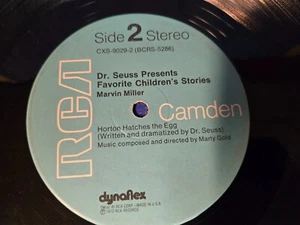 Side 2 Stereo
CXS-9029-2 (BCRS-5286)
Dr. Seuss Presents
Favorite Children's Stories
Marvin Miller
RCA Camden
Horton Hatches the Egg
(Written and dramatized by Dr. Seuss)
Music composed and directed by Marty Gold
dynaflex